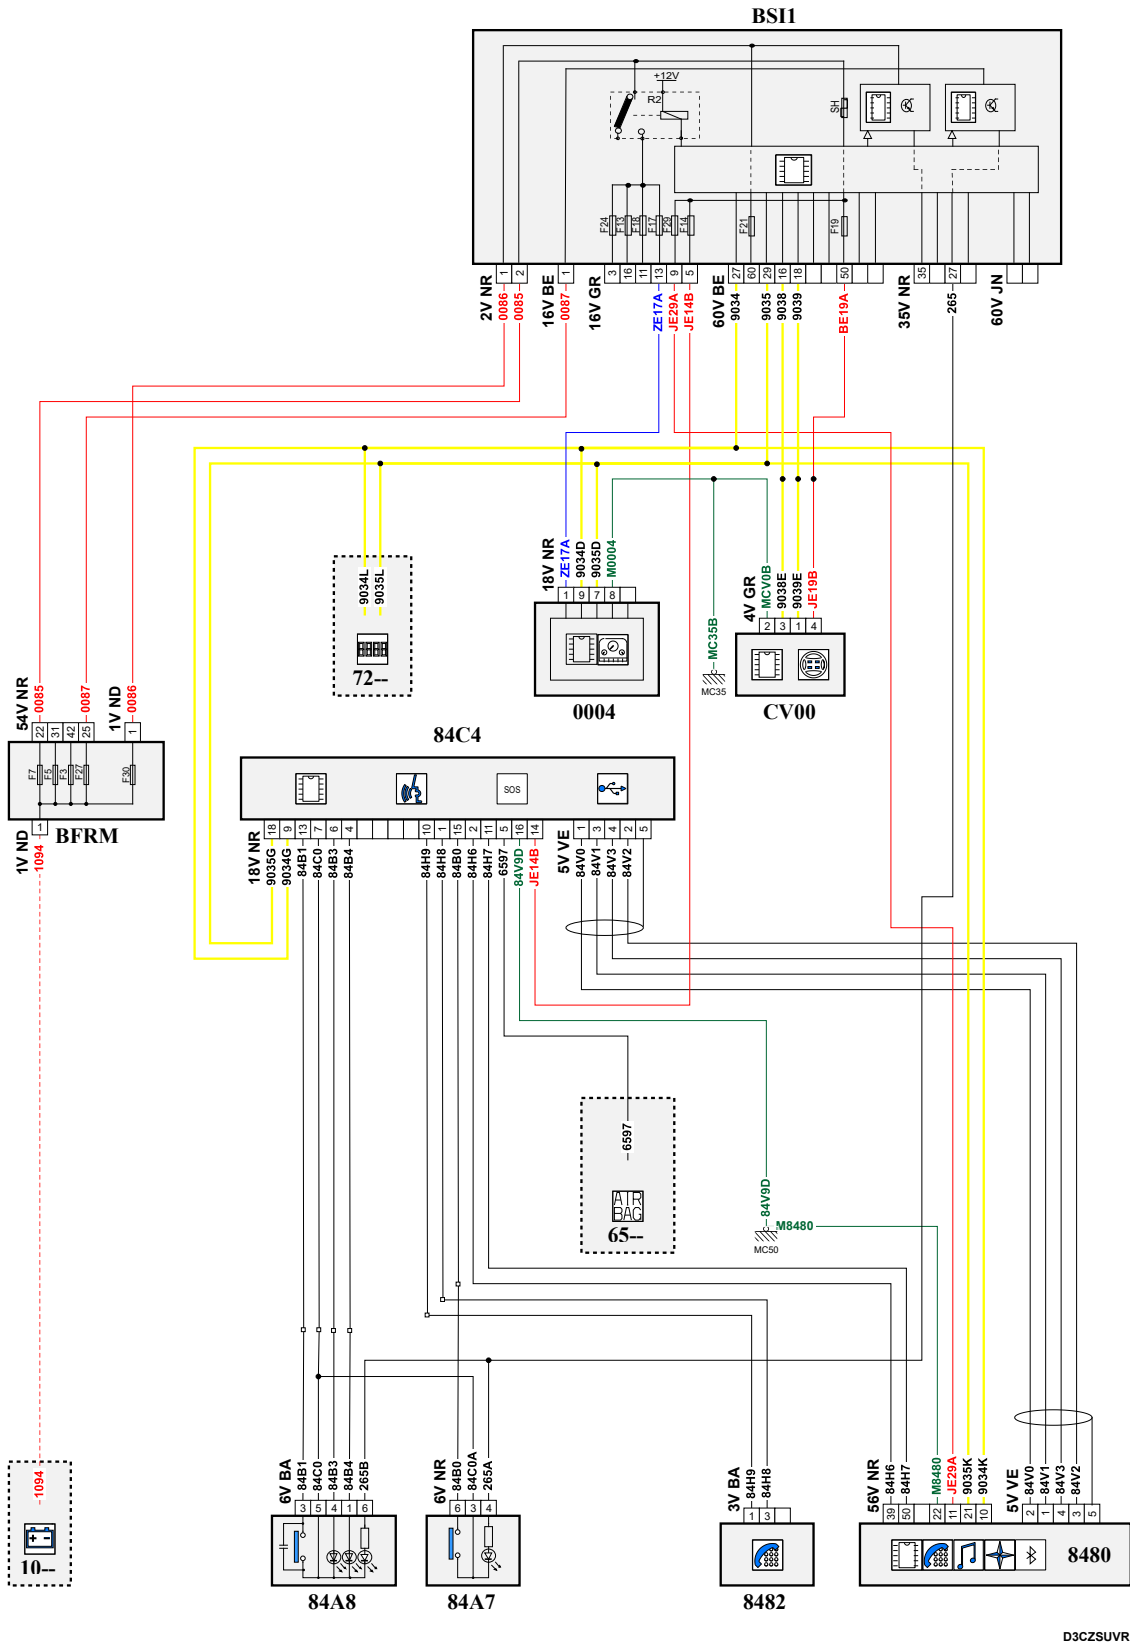 BSI1
+12V
R2
SH
F24
F13
F18
F17
F29
F14
F21
F19
2V NR
1
0086
2
0085
16V BE
1
0087
16V GR
3
16
11
13
ZE17A
9
JE29A
5
JE14B
60V BE
27
9034
60
29
9035
16
9038
18
9039
50
BE19A
35V NR
35
27
265
60V JN
9034L
9035L
72--
18V NR
ZE17A
9034D
9035D
M0004
1
9
7
8
0004
MC35B
MC35
4V GR
MCV0B
9038E
9039E
JE19B
2
3
1
4
CV00
54V NR
0085
0087
1V ND
0086
22
31
42
25
1
F7
F5
F3
F27
F30
1
BFRM
1V ND
1094
84C4
SOS
18V NR
18
9
13
7
6
4
10
1
15
2
11
5
16
14
9035G
9034G
84B1
84C0
84B3
84B4
84H9
84H8
84B0
84H6
84H7
6597
84V9D
JE14B
5V VE
1
3
4
2
5
84V0
84V1
84V3
84V2
6597
AIR
BAG
65--
84V9D
M8480
MC50
1094
10--
6V BA
84B1
84C0
84B3
84B4
265B
3
5
4
1
6
84A8
6V NR
84B0
84C0A
265A
6
3
4
84A7
3V BA
84H9
84H8
1
3
8482
56V NR
84H6
84H7
M8480
JE29A
9035K
9034K
39
50
22
11
21
10
5V VE
84V0
84V1
84V3
84V2
2
1
4
3
5
8480
D3CZSUVR